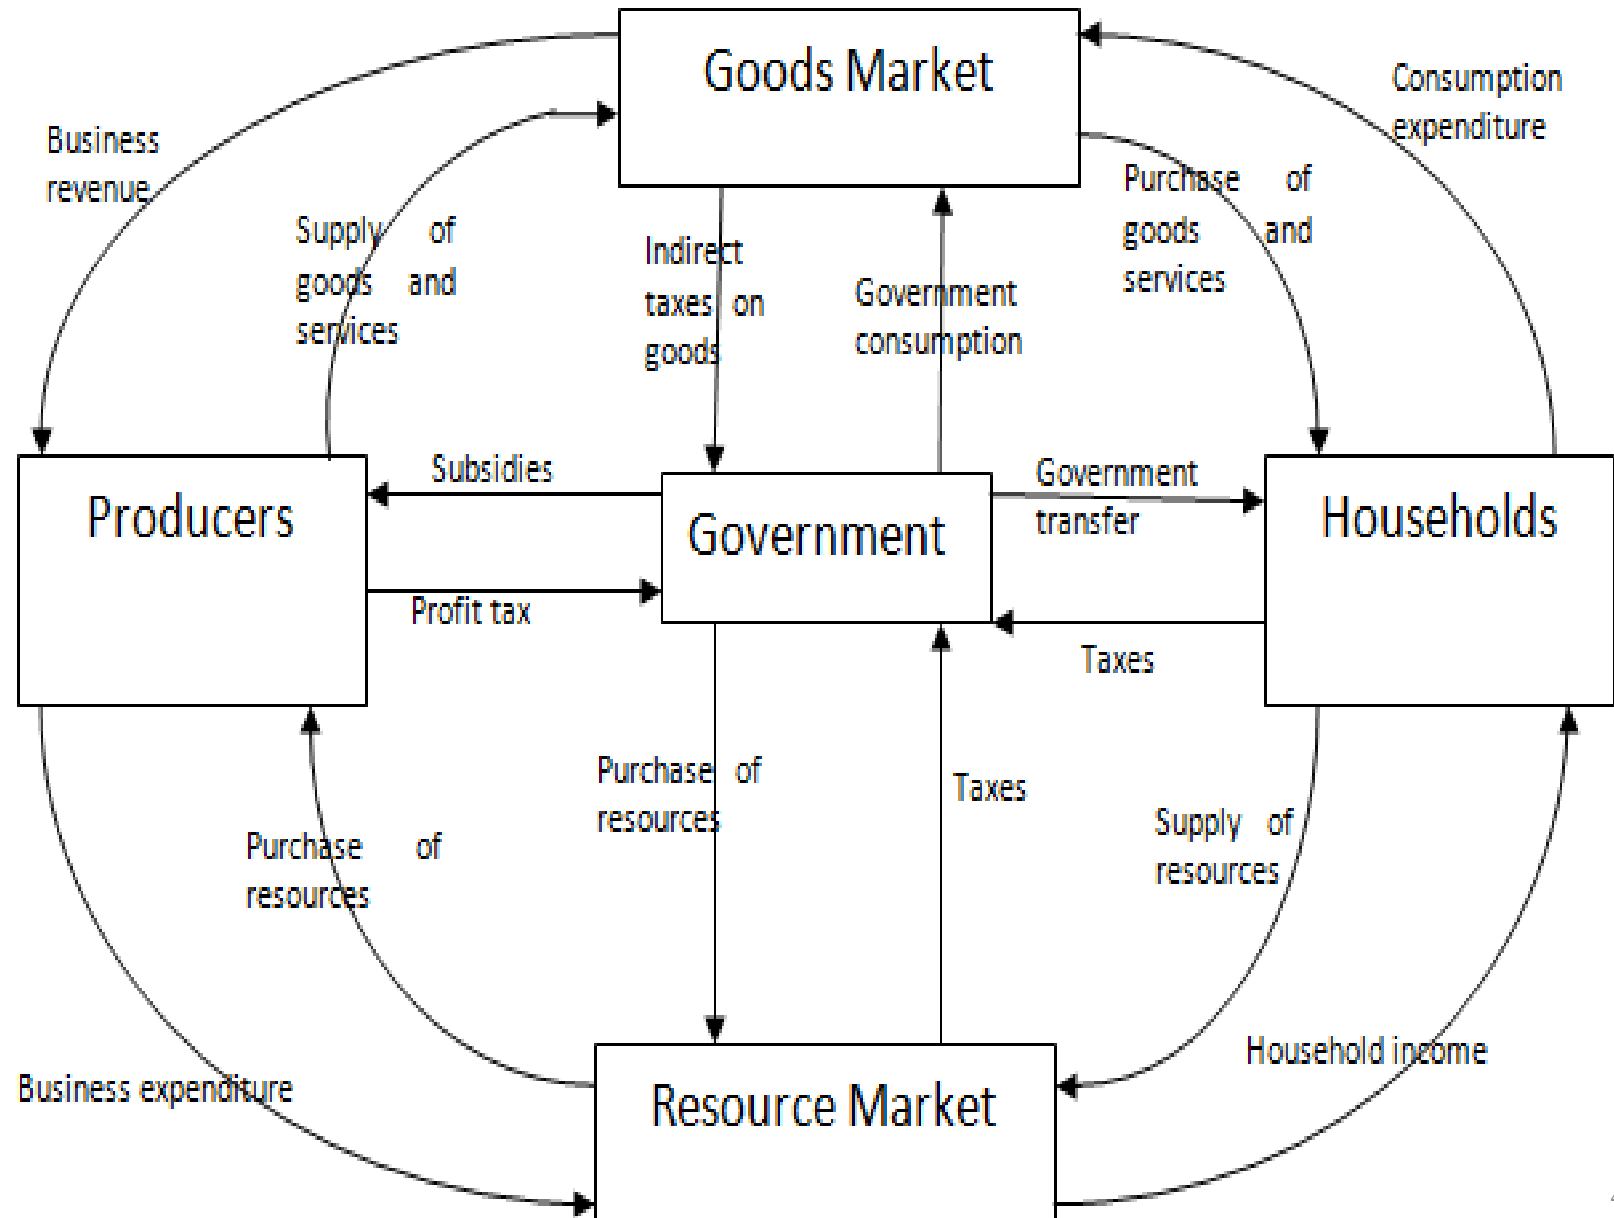 Goods Market
Consumption
expenditure
Business
revenue
Purchase of
goods and
services
Supply of
goods and
services
Indirect
taxes on
goods
Government
consumption
Subsidies
Government
transfer
Producers
Government
Households
Profit tax
Taxes
Purchase of
resources
Taxes
Supply of
resources
Purchase of
resources
Household income
Business expenditure
Resource Market